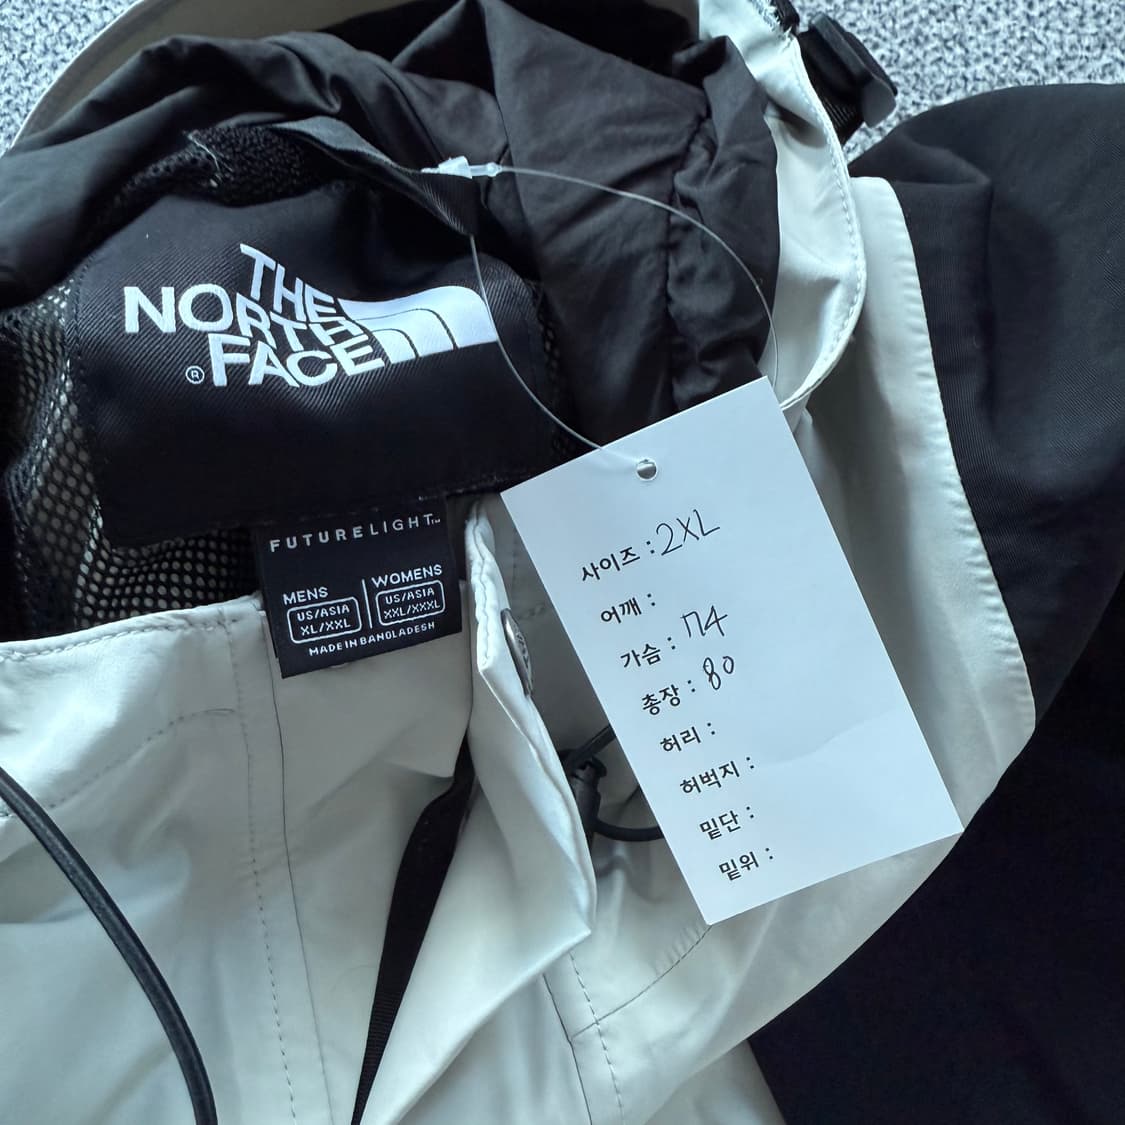 THE
NORTH
FACE
®
FUTURELIGHT™
MENS
US/ASIA
XL/XXL
WOMENS
US/ASIA
XXL/XXXL
MADE IN BANGLADESH
사이즈 : 2XL
어깨 :
가슴 : 174
총장 : 80
허리 :
허벅지 :
밑단 :
밑위 :